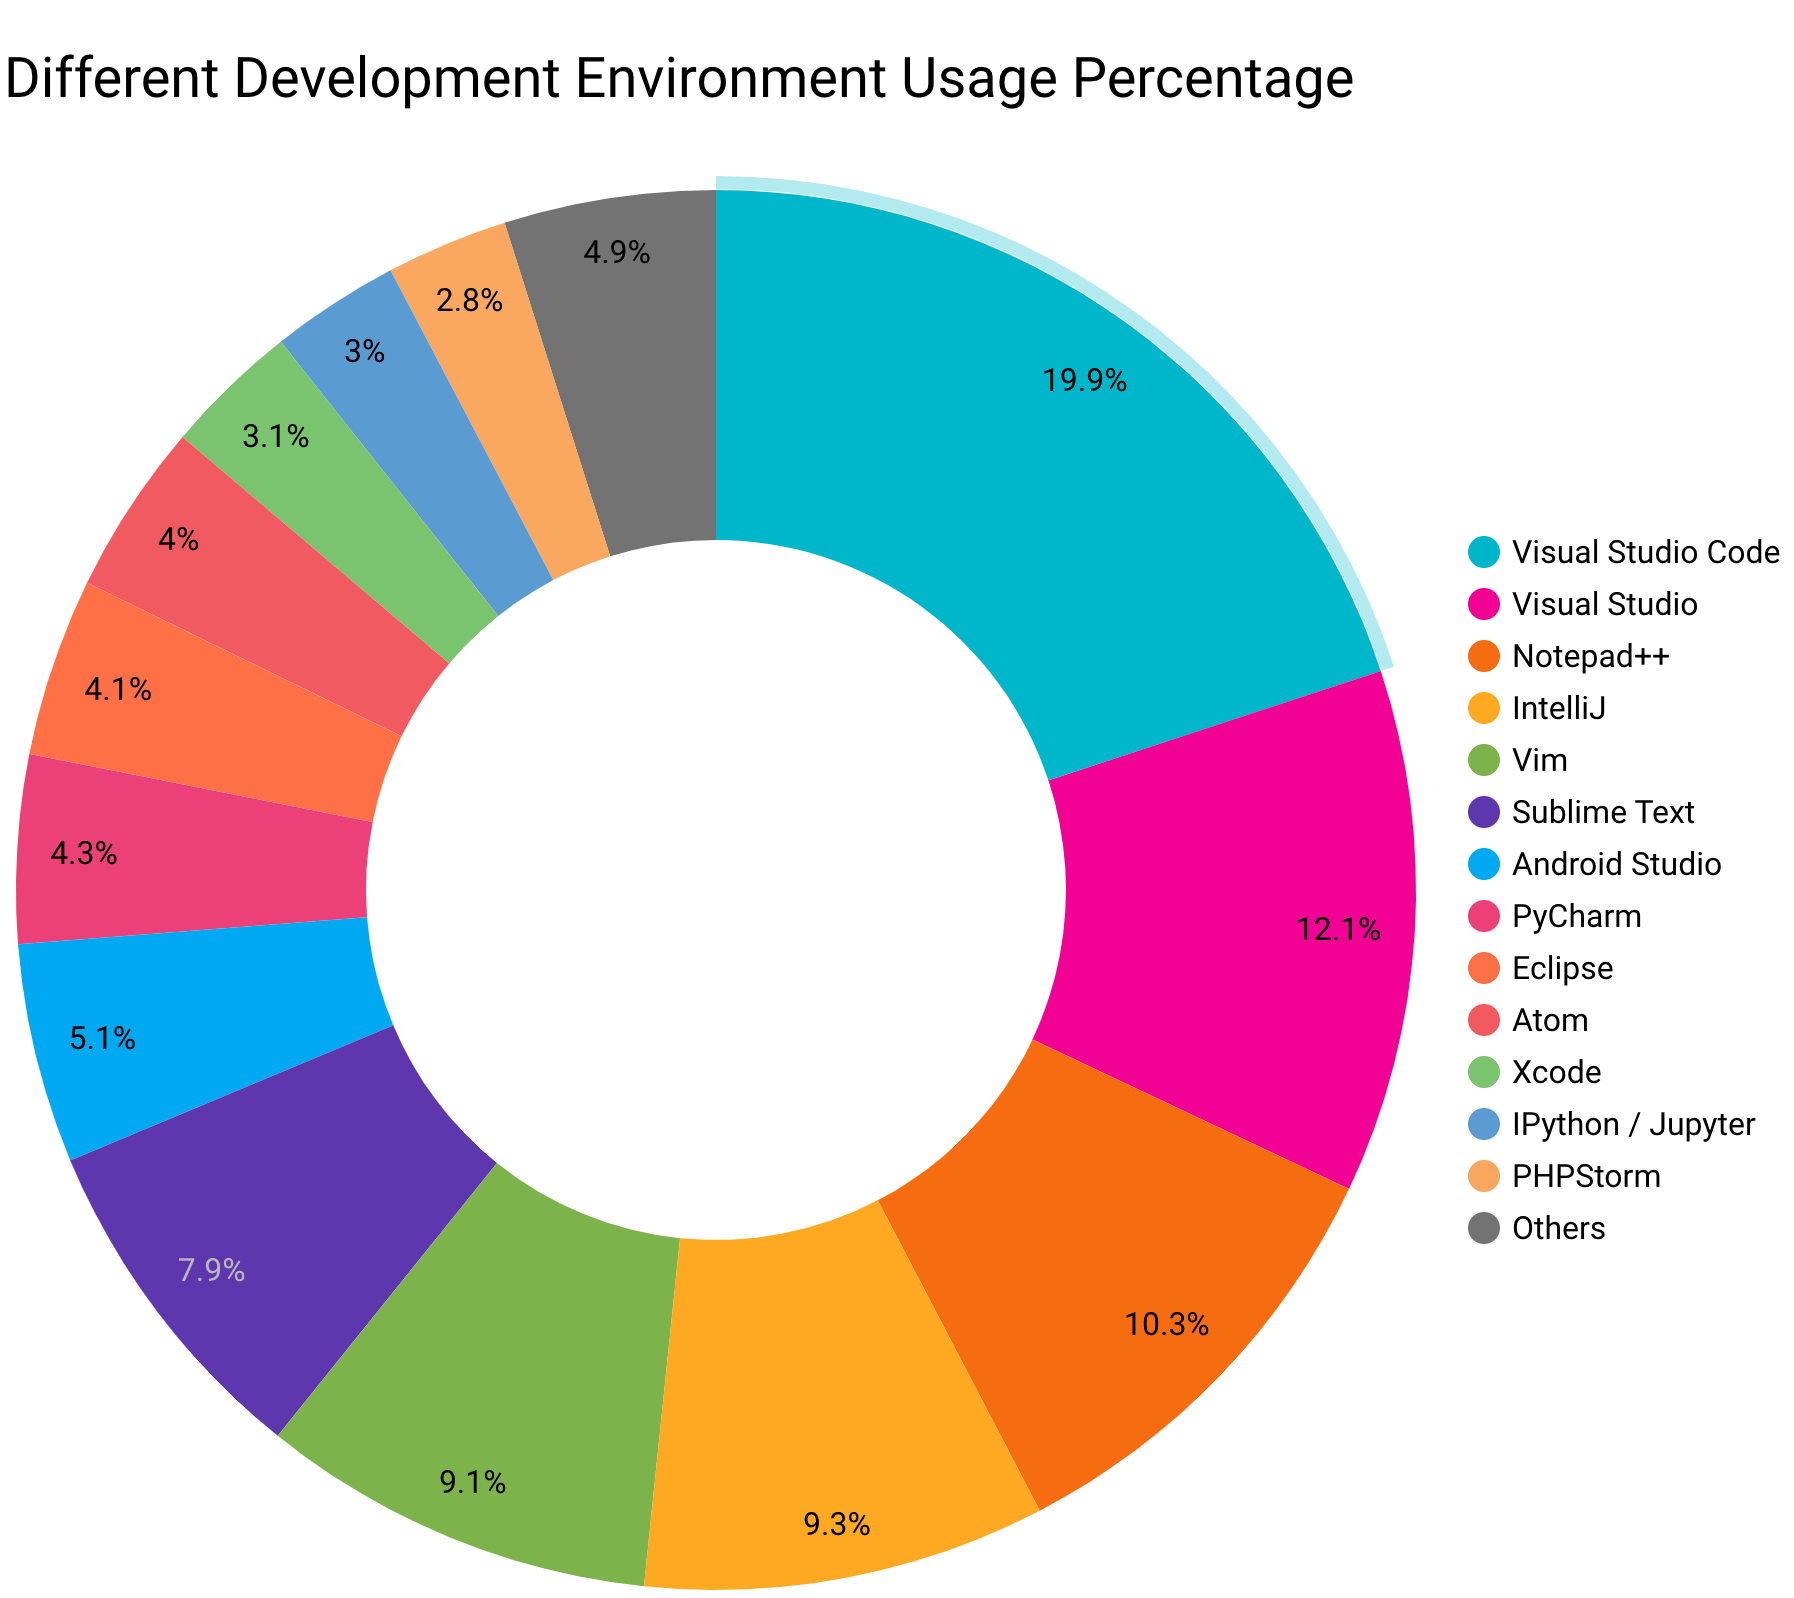 Different Development Environment Usage Percentage
4.9%
2.8%
3%
19.9%
3.1%
4%
Visual Studio Code
Visual Studio
Notepad++
4.1%
IntelliJ
Vim
Sublime Text
4.3%
Android Studio
PyCharm
12.1%
Eclipse
Atom
5.1%
Xcode
IPython / Jupyter
PHPStorm
Others
7.9%
10.3%
9.1%
9.3%